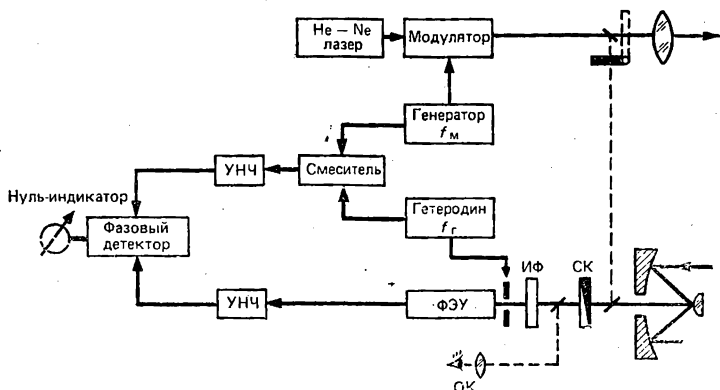 He – Ne
лазер
Модулятор
Генератор
fм
УНЧ
Смеситель
Нуль-индикатор
Фазовый
детектор
Гетеродин
fг
ИФ
СК
УНЧ
ФЭУ
ОК